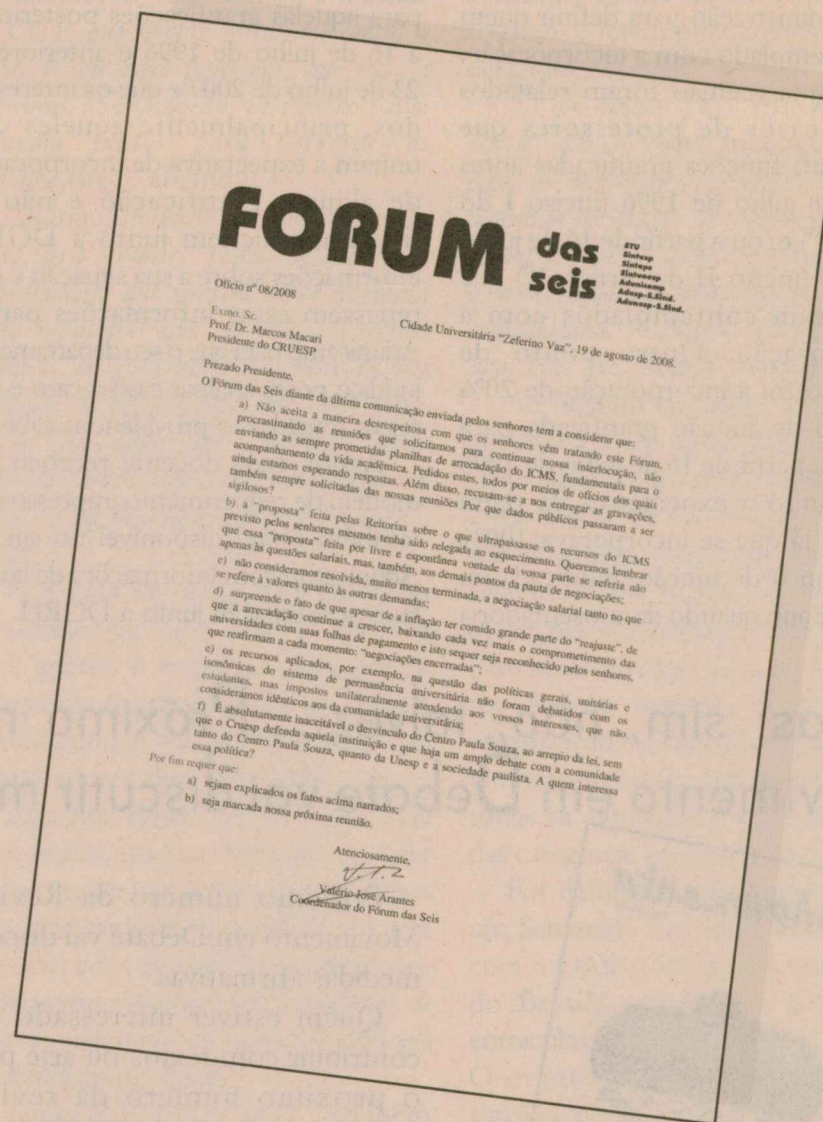 FORUM das seis
STU
Sintusp
Sinteps
Sintunesp
Adunicamp
Adusp-S.Sind.
Adunesp-S.Sind.
Ofício nº 08/2008
Cidade Universitária "Zeferino Vaz", 19 de agosto de 2008.
Exmo. Sr.
Prof. Dr. Marcos Macari
Presidente do CRUESP
Prezado Presidente,
O Fórum das Seis diante da última comunicação enviada pelos senhores tem a considerar que:
a) Não aceita a maneira desrespeitosa com que os senhores vêm tratando este Fórum,
procrastinando as reuniões que solicitamos para continuar nossa interlocução, não
enviando as sempre prometidas planilhas de arrecadação do ICMS, fundamentais para o
acompanhamento da vida acadêmica. Pedidos estes, todos por meios de ofícios dos quais
ainda estamos esperando respostas. Além disso, recusam-se a nos entregar as gravações,
também sempre solicitadas das nossas reuniões Por que dados públicos passaram a ser
sigilosos?
b) a "proposta" feita pelas Reitorias sobre o que ultrapassasse os recursos do ICMS
previsto pelos senhores mesmos tenha sido relegada ao esquecimento. Queremos lembrar
que essa "proposta" feita por livre e espontânea vontade da vossa parte se referia não
apenas às questões salariais, mas, também, aos demais pontos da pauta de negociações;
c) não consideramos resolvida, muito menos terminada, a negociação salarial tanto no que
se refere à valores quanto às outras demandas;
d) surpreende o fato de que apesar de a inflação ter comido grande parte do "reajuste", de
que a arrecadação continue a crescer, baixando cada vez mais o comprometimento das
universidades com suas folhas de pagamento e isto sequer seja reconhecido pelos senhores,
que reafirmam a cada momento: "negociações encerradas";
e) os recursos aplicados, por exemplo, na questão das políticas gerais, unitárias e
isonômicas do sistema de permanência universitária não foram debatidos com os
estudantes, mas impostos unilateralmente atendendo aos vossos interesses, que não
consideramos idênticos aos da comunidade universitária;
f) É absolutamente inaceitável o desvínculo do Centro Paula Souza, ao arrepio da lei, sem
que o Cruesp defenda aquela instituição e que haja um amplo debate com a comunidade
tanto do Centro Paula Souza, quanto da Unesp e a sociedade paulista. A quem interessa
essa política?
Por fim requer que:
a) sejam explicados os fatos acima narrados;
b) seja marcada nossa próxima reunião.
Atenciosamente,
Valério José Arantes
Coordenador do Fórum das Seis